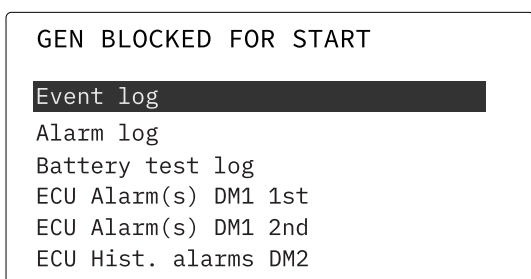 GEN BLOCKED FOR START
Event log
Alarm log
Battery test log
ECU Alarm(s) DM1 1st
ECU Alarm(s) DM1 2nd
ECU Hist. alarms DM2